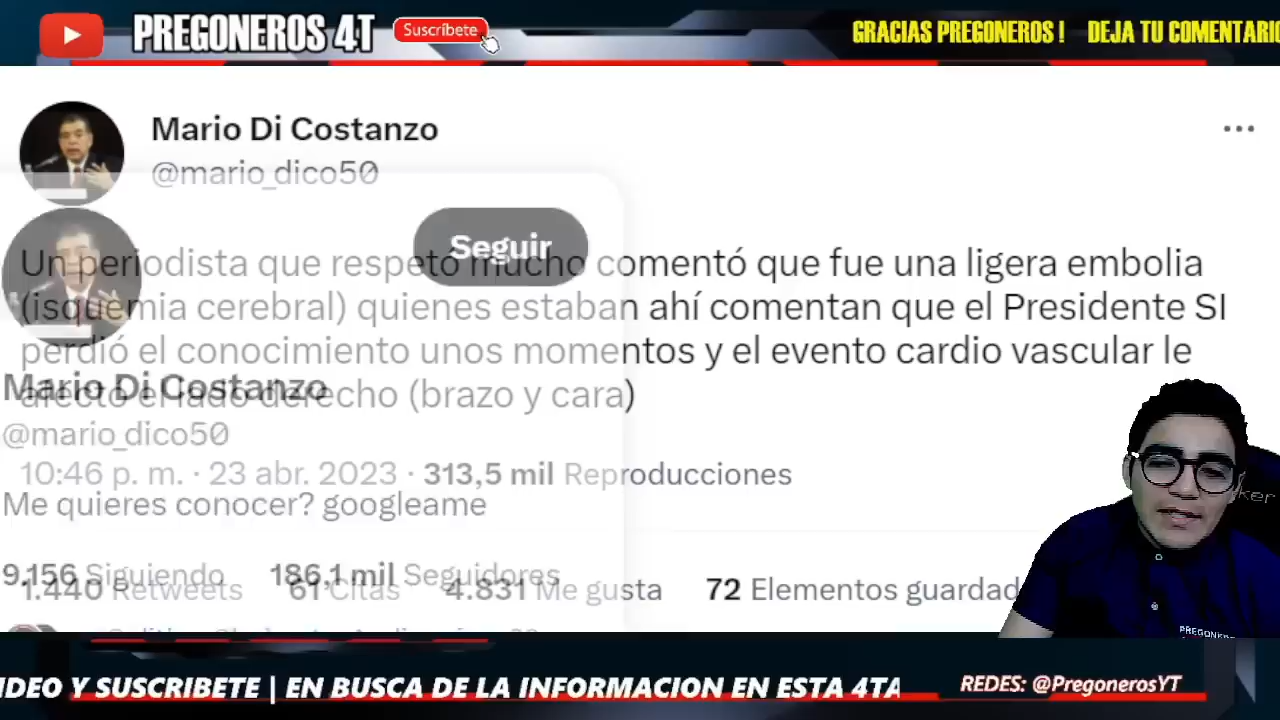 PREGONEROS 4T
Suscríbete
GRACIAS PREGONEROS ! DEJA TU COMENTARIO
Mario Di Costanzo
@mario_dico50
Seguir
Un periodista que respetó mucho comentó que fue una ligera embolia
(isquemia cerebral) quienes estaban ahí comentan que el Presidente SI
perdió el conocimiento unos momentos y el evento cardio vascular le
afectó el lado derecho (brazo y cara)
Mario Di Costanzo
@mario_dico50
10:46 p. m. · 23 abr. 2023 · 313,5 mil Reproducciones
Me quieres conocer? googleame
9,156 Siguiendo 186,1 mil Seguidores
1.440 Retweets 61 Citas 4.831 Me gusta 72 Elementos guardad
PREGONER
IDEO Y SUSCRIBETE | EN BUSCA DE LA INFORMACION EN ESTA 4TA
REDES: @PregonerosYT